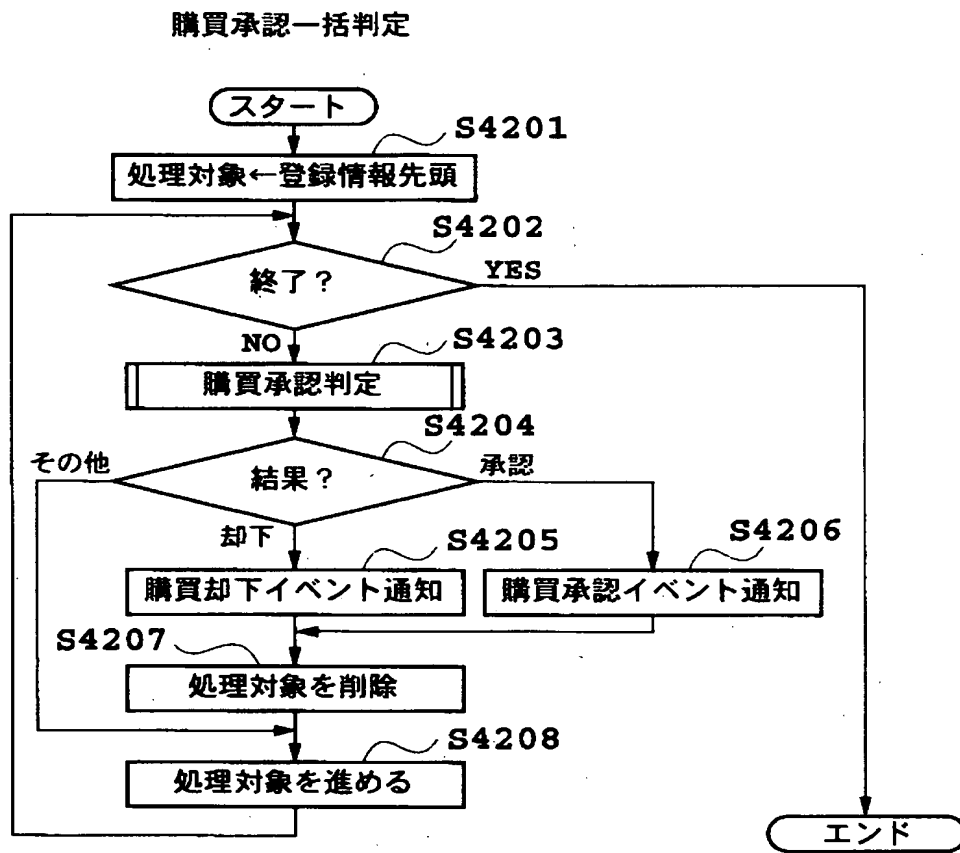 購買承認一括判定
スタート
S4201
処理対象←登録情報先頭
S4202
終了？
YES
NO
S4203
購買承認判定
S4204
その他
結果？
承認
却下
S4205
S4206
購買却下イベント通知
購買承認イベント通知
S4207
処理対象を削除
S4208
処理対象を進める
エンド